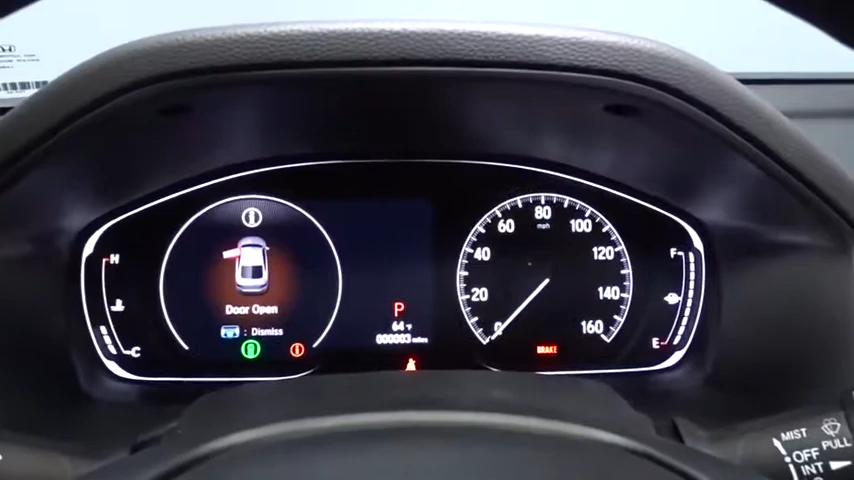 H
C
i
Door Open
: Dismiss
i
P
64 °F
000003 miles
0
20
40
60
80
100
120
140
160
mph
BRAKE
F
E
MIST
OFF
INT
PULL